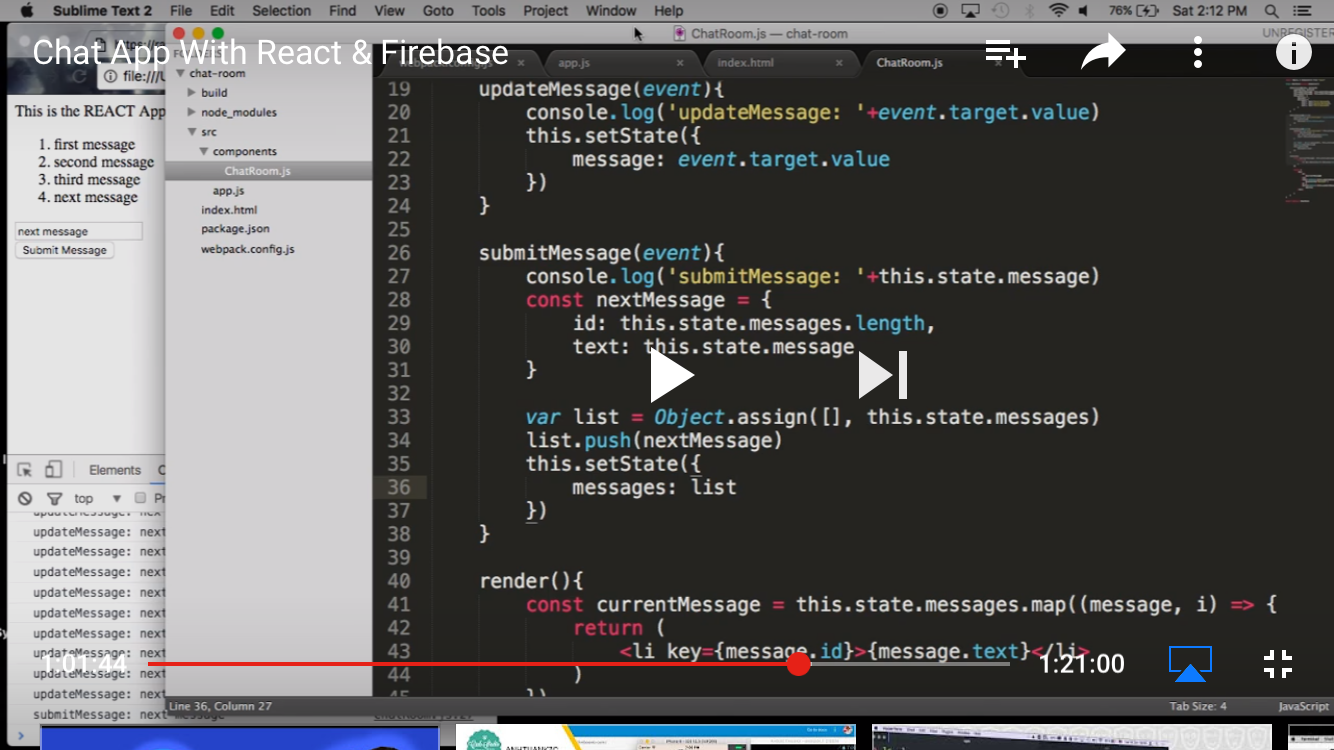 Sublime Text 2 File Edit Selection Find View Goto Tools Project Window Help 76% Sat 2:12 PM
ChatRoom.js — chat-room
UNREGISTER
Chat App With React & Firebase
file:///U
app.js
index.html
ChatRoom.js
This is the REACT App
1. first message
2. second message
3. third message
4. next message
next message
Submit Message
chat-room
build
node_modules
src
components
ChatRoom.js
app.js
index.html
package.json
webpack.config.js
19 updateMessage(event){
20 console.log('updateMessage: '+event.target.value)
21 this.setState({
22 message: event.target.value
23 })
24 }
25
26 submitMessage(event){
27 console.log('submitMessage: '+this.state.message)
28 const nextMessage = {
29 id: this.state.messages.length,
30 text: this.state.message
31 }
32
33 var list = Object.assign([], this.state.messages)
34 list.push(nextMessage)
35 this.setState({
36 messages: list
37 })
38 }
39
40 render(){
41 const currentMessage = this.state.messages.map((message, i) => {
42 return (
43 <li key={message.id}>{message.text}</li>
44 )
45 })
Elements
top
updateMessage: nex
updateMessage: next
updateMessage: next
updateMessage: next
updateMessage: next
updateMessage: next
updateMessage: next
updateMessage: next
updateMessage: next
updateMessage: next
submitMessage: next message
1:01:44
1:21:00
Line 36, Column 27
Tab Size: 4
JavaScript